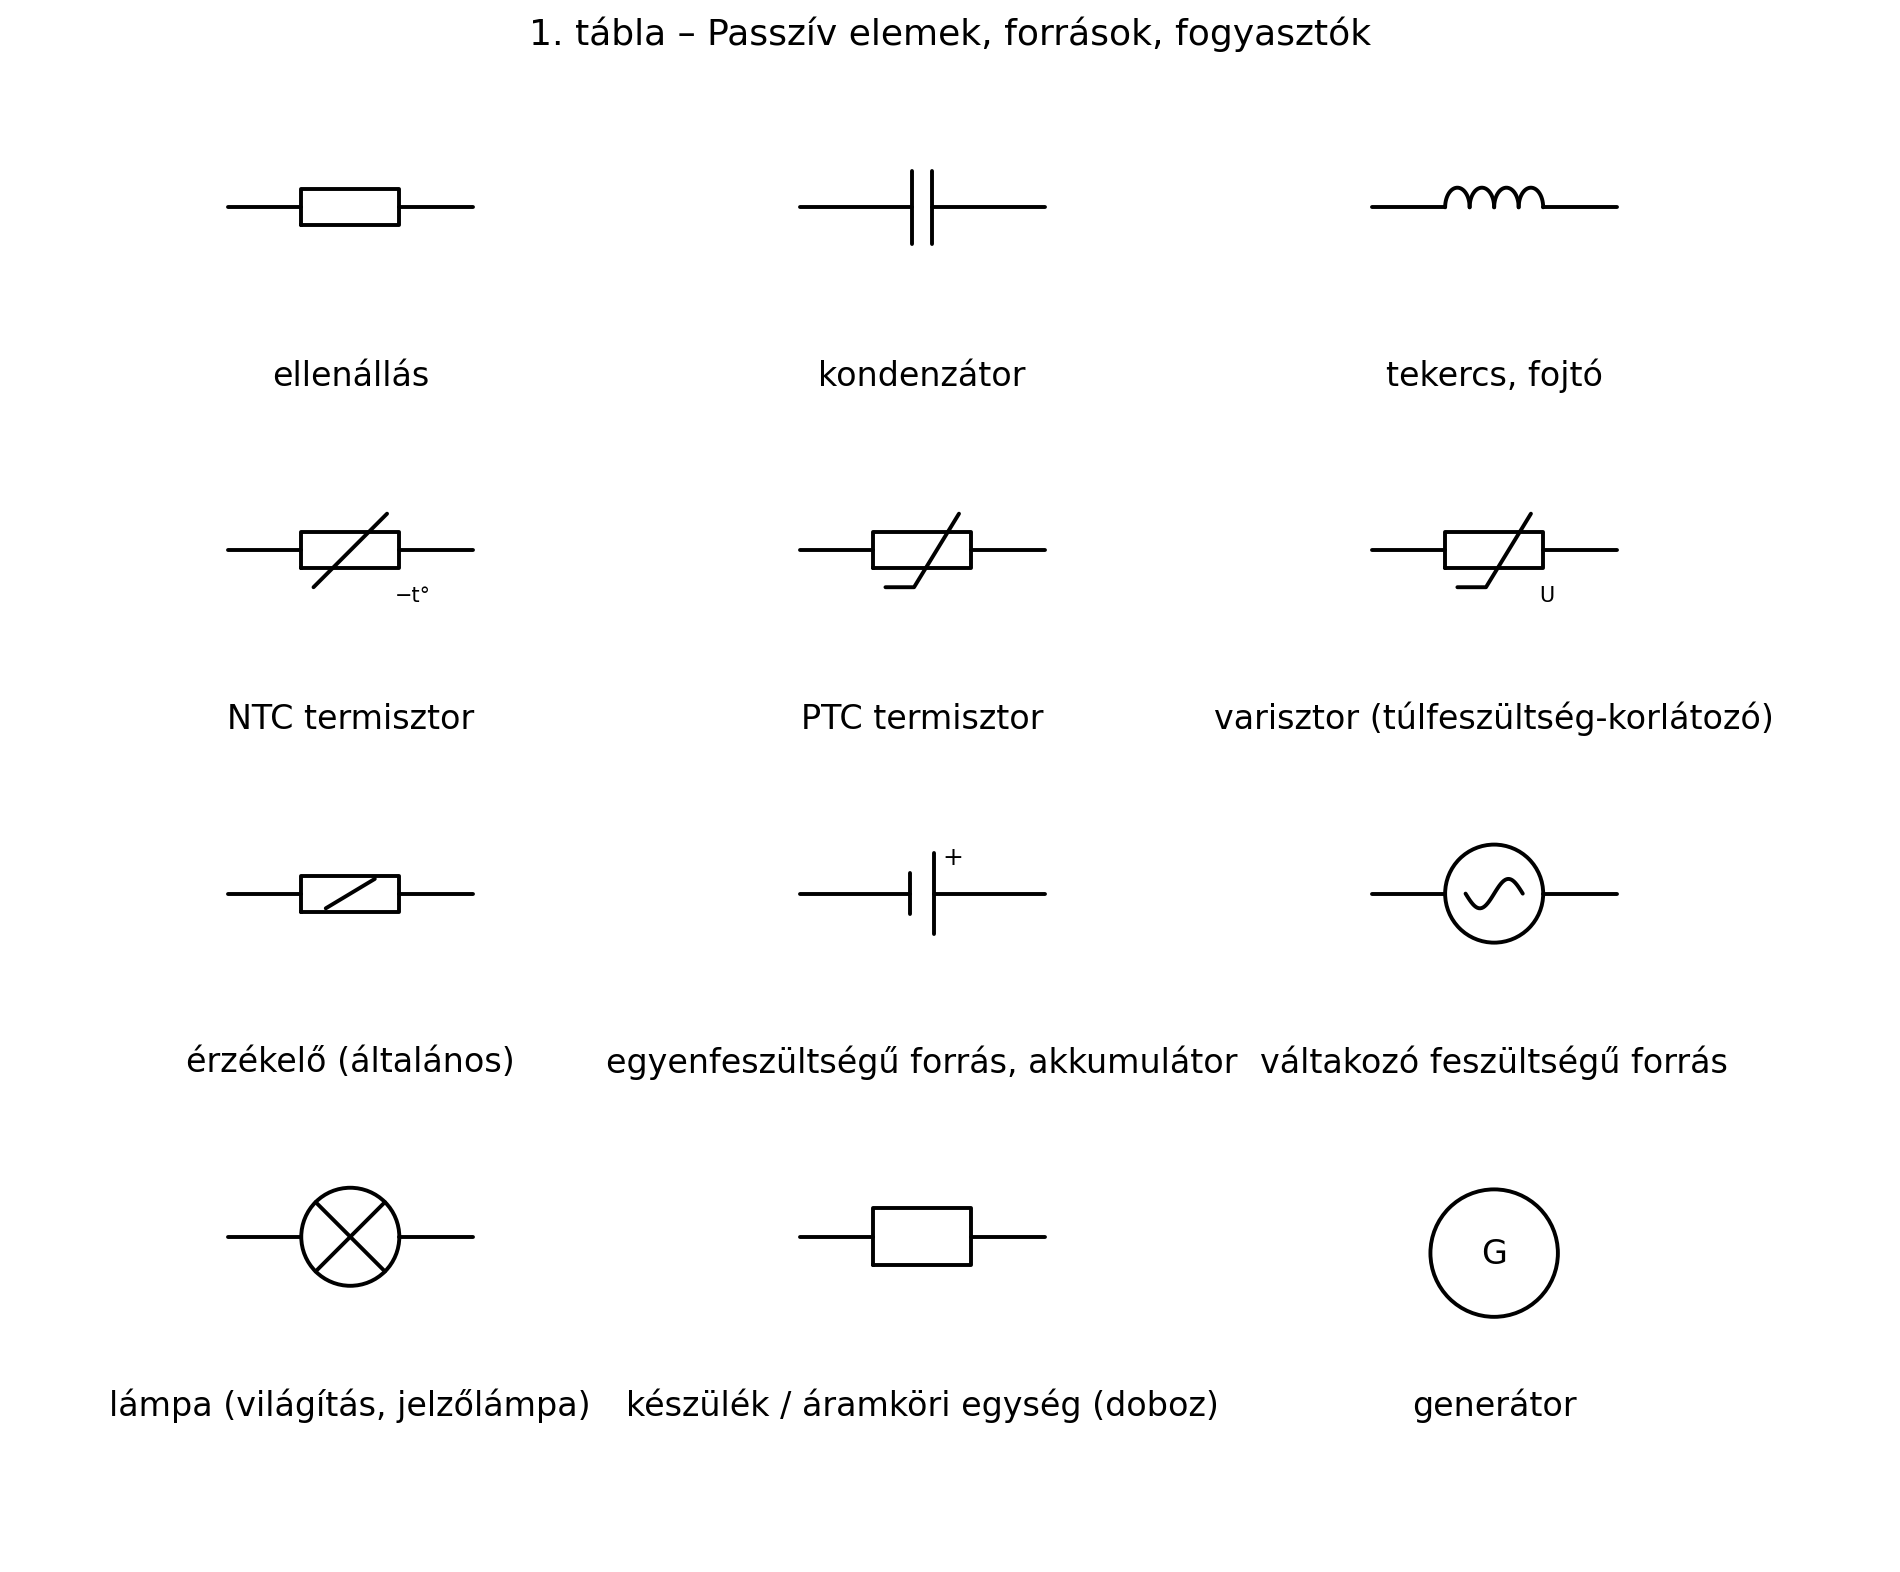 1. tábla – Passzív elemek, források, fogyasztók
ellenállás
kondenzátor
tekercs, fojtó
−t°
U
NTC termisztor
PTC termisztor
varisztor (túlfeszültség-korlátozó)
+
érzékelő (általános)
egyenfeszültségű forrás, akkumulátor
váltakozó feszültségű forrás
G
lámpa (világítás, jelzőlámpa)
készülék / áramköri egység (doboz)
generátor